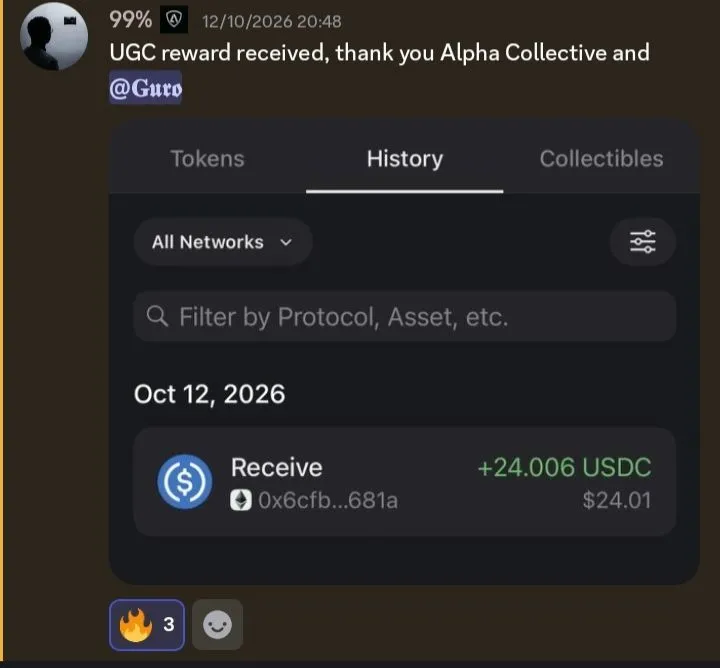 99% 12/10/2026 20:48
UGC reward received, thank you Alpha Collective and
@𝕲𝖚𝖗𝖔
Tokens History Collectibles
All Networks
Filter by Protocol, Asset, etc.
Oct 12, 2026
Receive +24.006 USDC
0x6cfb...681a $24.01
3